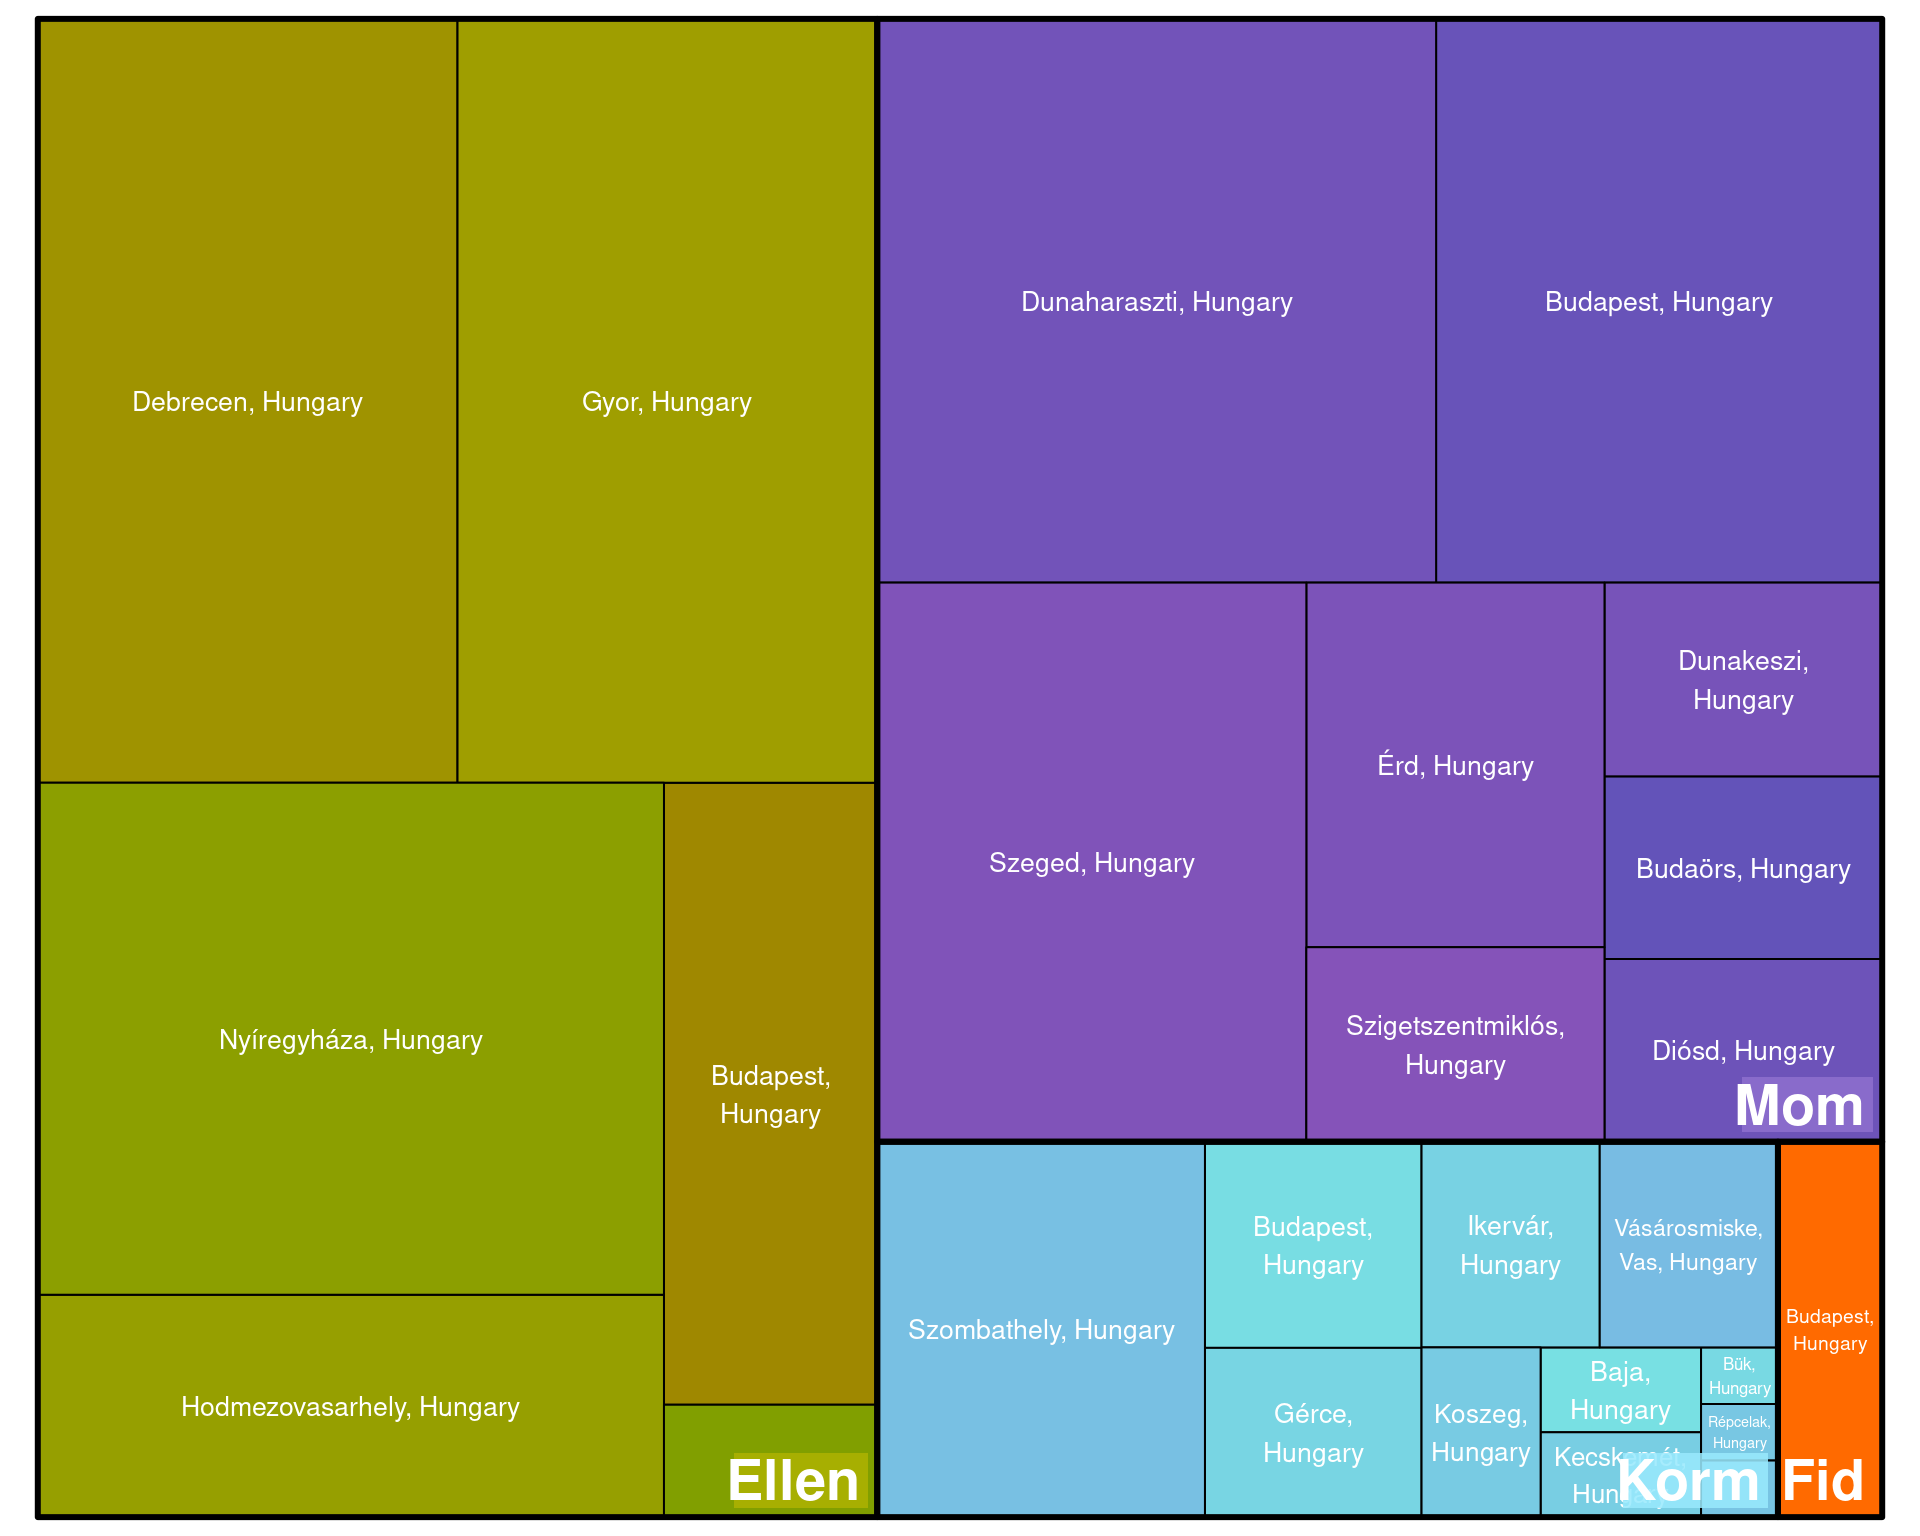 Debrecen, Hungary
Gyor, Hungary
Nyíregyháza, Hungary
Budapest,
Hungary
Hodmezovasarhely, Hungary
Ellen
Dunaharaszti, Hungary
Budapest, Hungary
Szeged, Hungary
Érd, Hungary
Dunakeszi,
Hungary
Budaörs, Hungary
Szigetszentmiklós,
Hungary
Diósd, Hungary
Mom
Szombathely, Hungary
Budapest,
Hungary
Ikervár,
Hungary
Vásárosmiske,
Vas, Hungary
Gérce,
Hungary
Koszeg,
Hungary
Baja,
Hungary
Bük,
Hungary
Répcelak,
Hungary
Kecskemét,
Hungary
Korm
Budapest,
Hungary
Fid